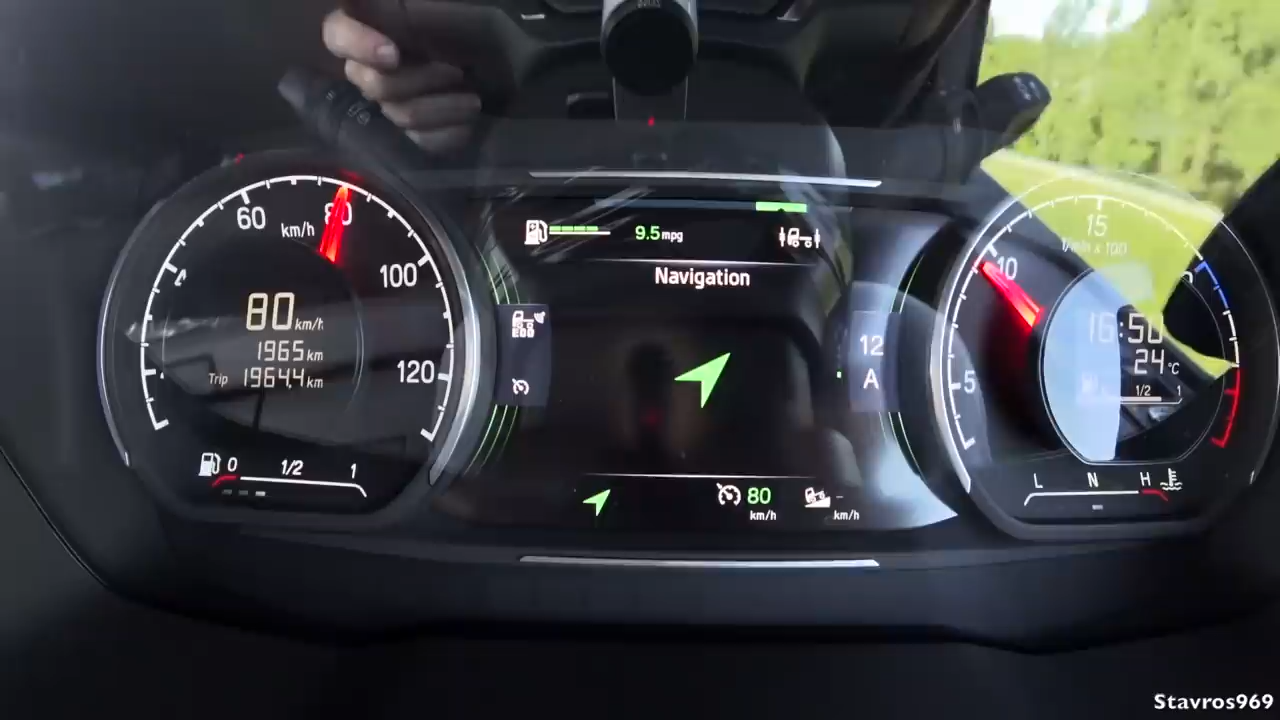 60
80
km/h
100
120
80 km/h
1965 km
Trip 1964.4 km
0 1/2 1
9.5 mpg
Navigation
ECO
12
A
80
km/h
- km/h
15
1/min x 100
10
5
16:50
24 °C
1/2 1
L N H
Stavros969